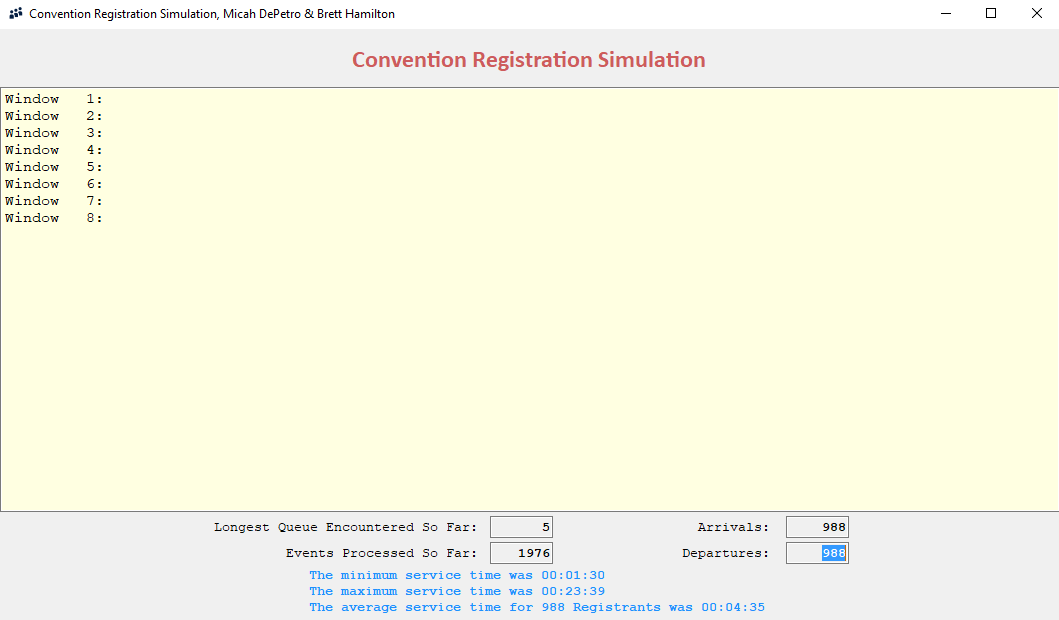 Convention Registration Simulation, Micah DePetro & Brett Hamilton
Convention Registration Simulation
Window 1:
Window 2:
Window 3:
Window 4:
Window 5:
Window 6:
Window 7:
Window 8:
Longest Queue Encountered So Far: 5 Arrivals: 988
Events Processed So Far: 1976 Departures: 988
The minimum service time was 00:01:30
The maximum service time was 00:23:39
The average service time for 988 Registrants was 00:04:35